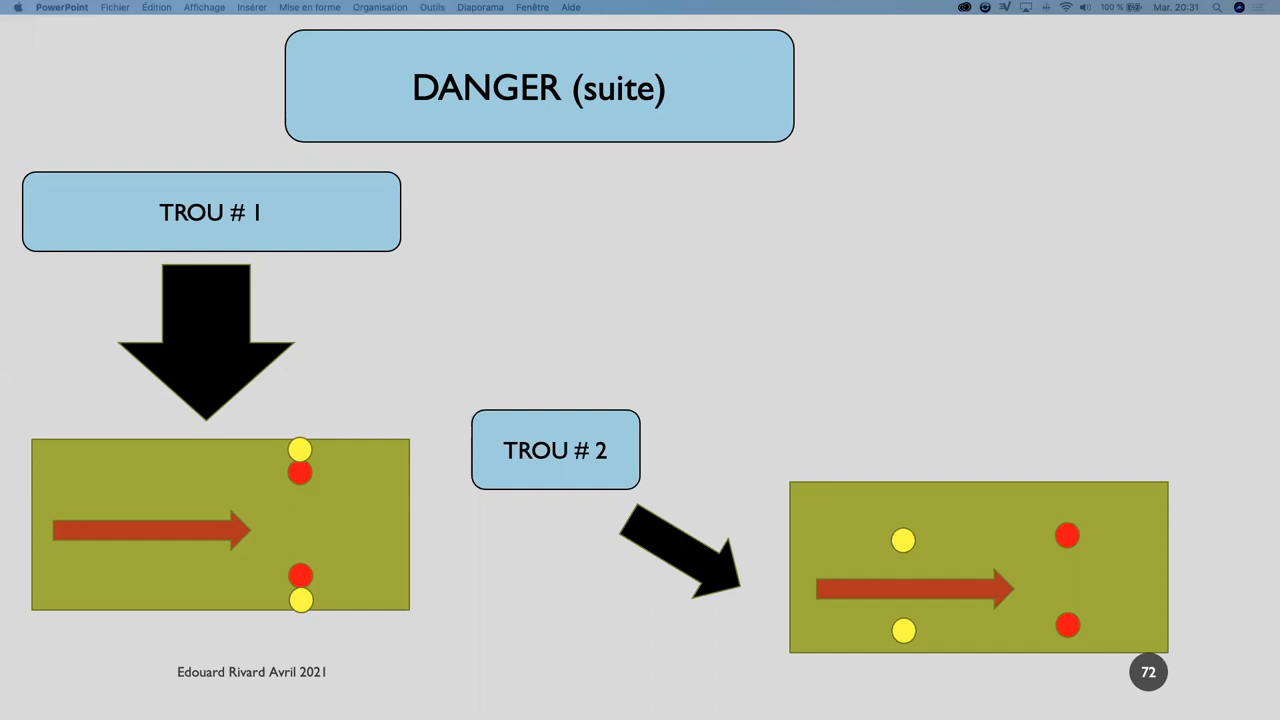 PowerPoint Fichier Édition Affichage Insérer Mise en forme Organisation Outils Diaporama Fenêtre Aide 100 % Mar. 20:31
DANGER (suite)
TROU # 1
TROU # 2
Edouard Rivard Avril 2021
72